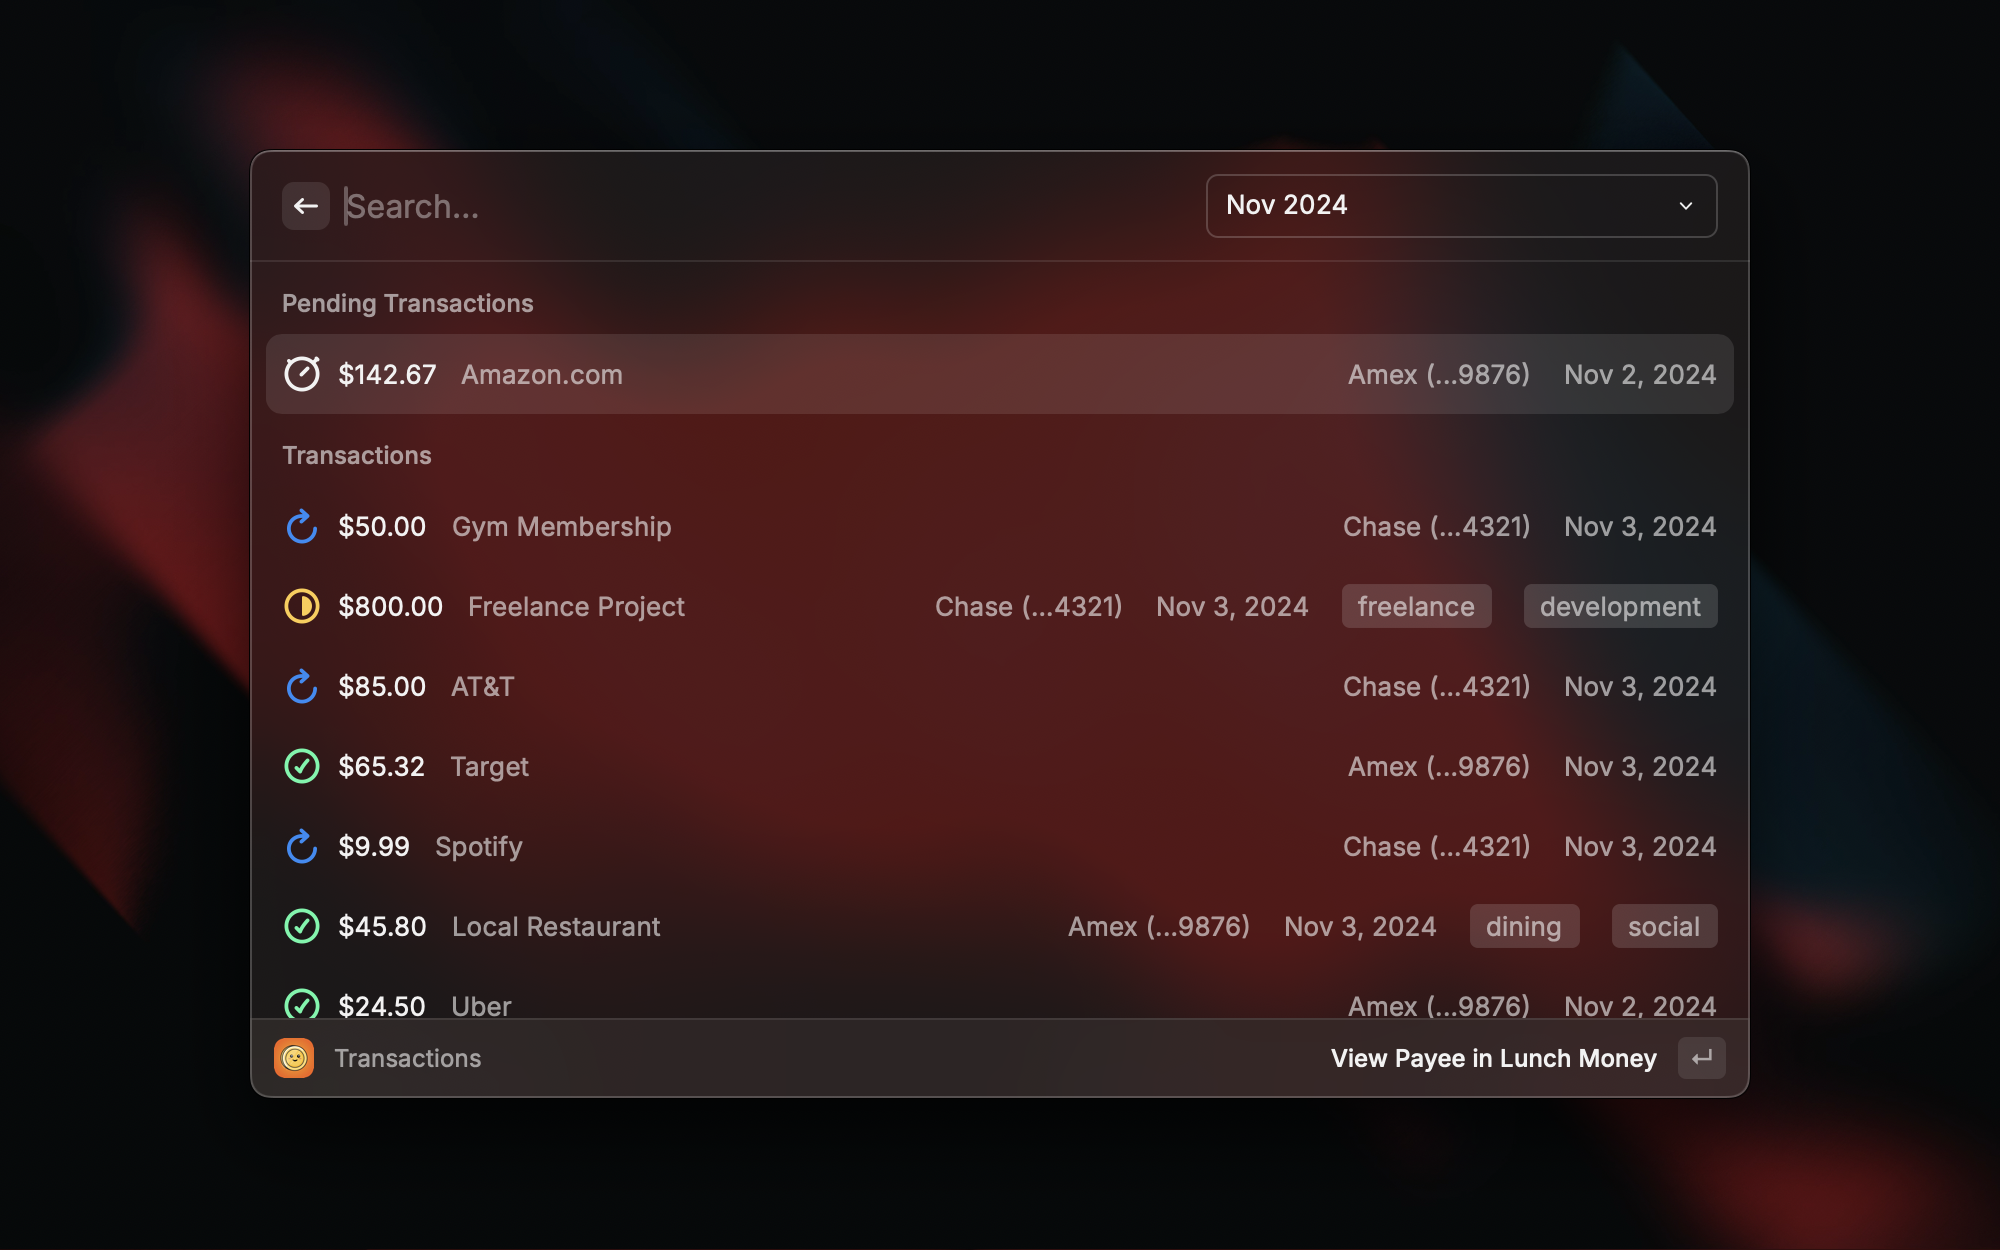 Search...
Nov 2024
Pending Transactions
$142.67 Amazon.com Amex (...9876) Nov 2, 2024
Transactions
$50.00 Gym Membership Chase (...4321) Nov 3, 2024
$800.00 Freelance Project Chase (...4321) Nov 3, 2024 freelance development
$85.00 AT&T Chase (...4321) Nov 3, 2024
$65.32 Target Amex (...9876) Nov 3, 2024
$9.99 Spotify Chase (...4321) Nov 3, 2024
$45.80 Local Restaurant Amex (...9876) Nov 3, 2024 dining social
$24.50 Uber Amex (...9876) Nov 2, 2024
Transactions View Payee in Lunch Money